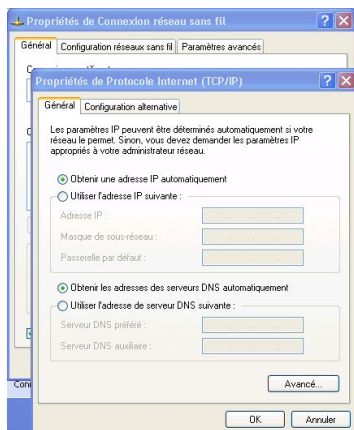 Propriétés de Connexion réseau sans fil
Général
Configuration réseaux sans fil
Paramètres avancés
Propriétés de Protocole Internet (TCP/IP)
Général
Configuration alternative
Les paramètres IP peuvent être déterminés automatiquement si votre
réseau le permet. Sinon, vous devez demander les paramètres IP
appropriés à votre administrateur réseau.
Obtenir une adresse IP automatiquement
Utiliser l'adresse IP suivante :
Adresse IP :
Masque de sous-réseau :
Passerelle par défaut :
Obtenir les adresses des serveurs DNS automatiquement
Utiliser l'adresse de serveur DNS suivante :
Serveur DNS préféré :
Serveur DNS auxiliaire :
Avancé...
OK
Annuler